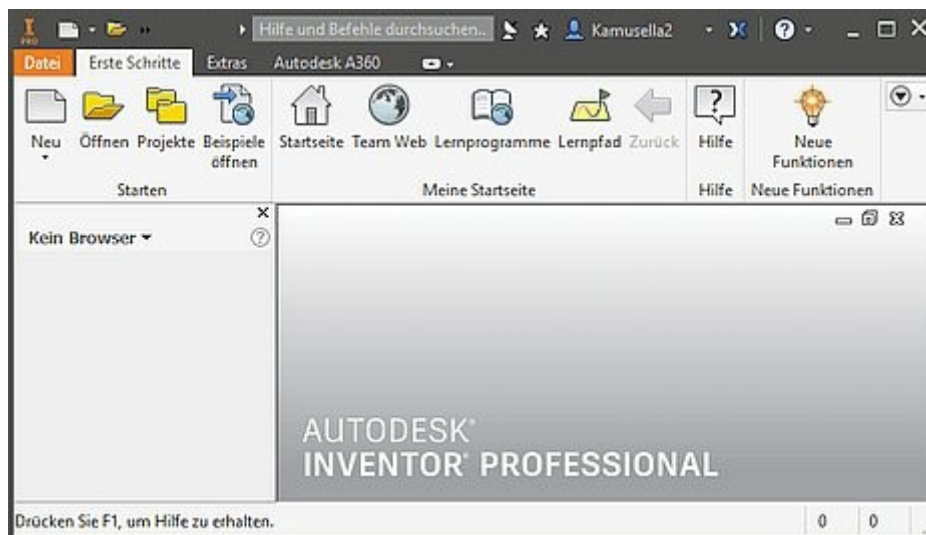 PRO
Hilfe und Befehle durchsuchen..
Kamusella2
Datei Erste Schritte Extras Autodesk A360
Neu Öffnen Projekte Beispiele öffnen Startseite Team Web Lernprogramme Lernpfad Zurück Hilfe Neue Funktionen
Starten Meine Startseite Hilfe Neue Funktionen
Kein Browser
AUTODESK®
INVENTOR® PROFESSIONAL
Drücken Sie F1, um Hilfe zu erhalten. 0 0